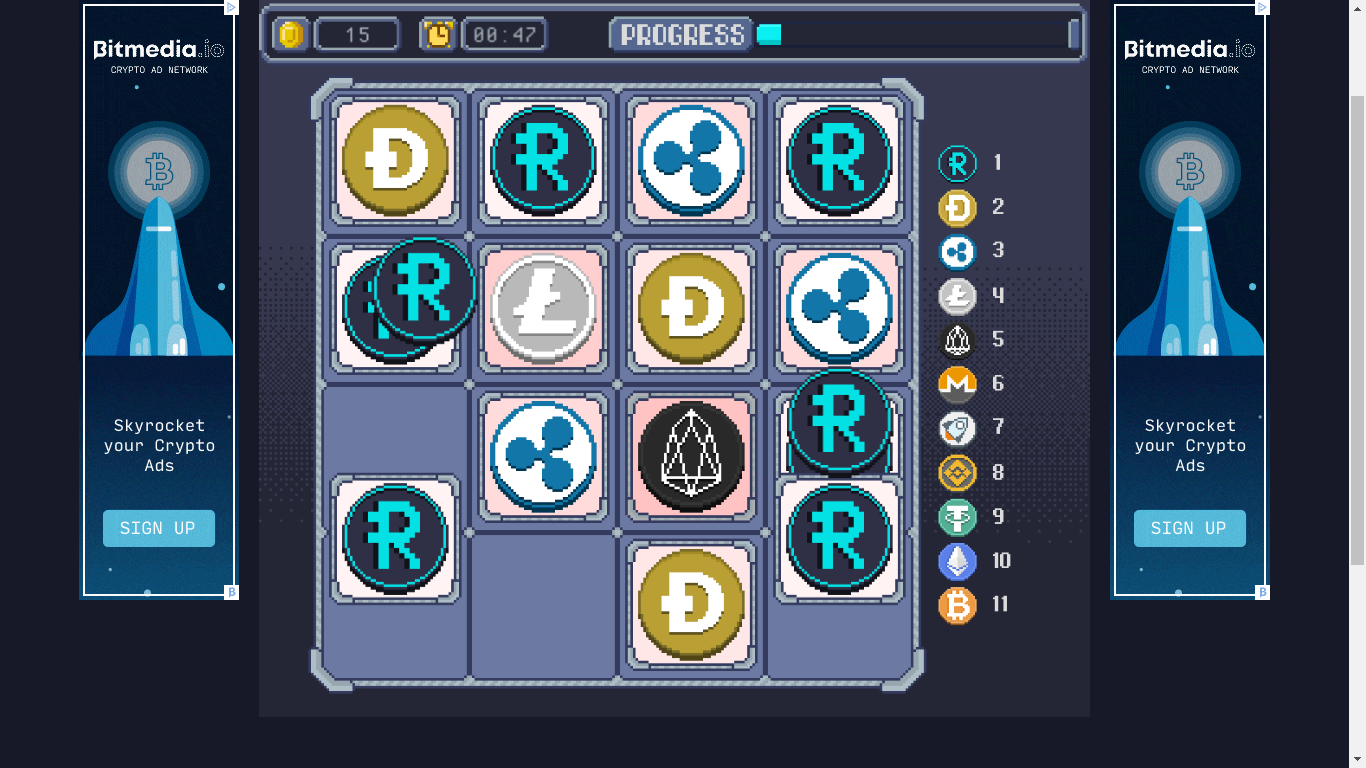 Bitmedia.io
CRYPTO AD NETWORK
Skyrocket
your Crypto
Ads
SIGN UP
15
00:47
PROGRESS
1
2
3
4
5
6
7
8
9
10
11
Bitmedia.io
CRYPTO AD NETWORK
Skyrocket
your Crypto
Ads
SIGN UP